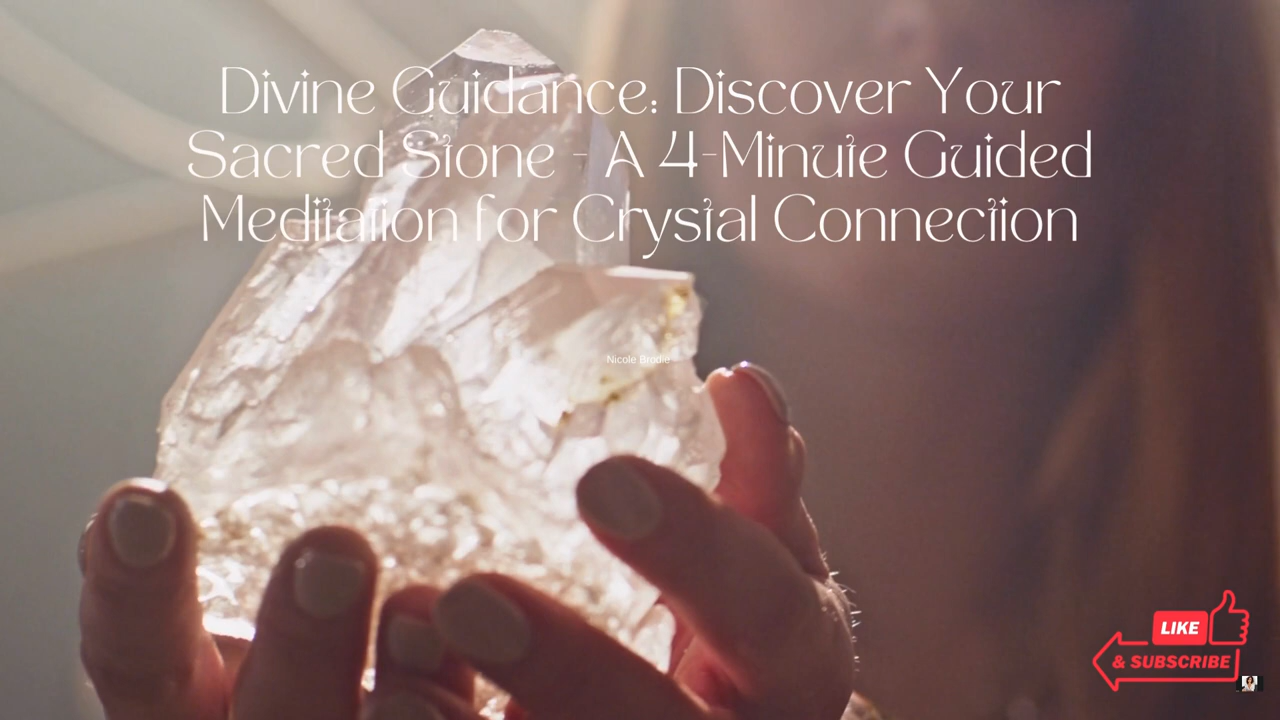 Divine Guidance: Discover Your
Sacred Stone - A 4-Minute Guided
Meditation for Crystal Connection
Nicole Brodie
LIKE
& SUBSCRIBE